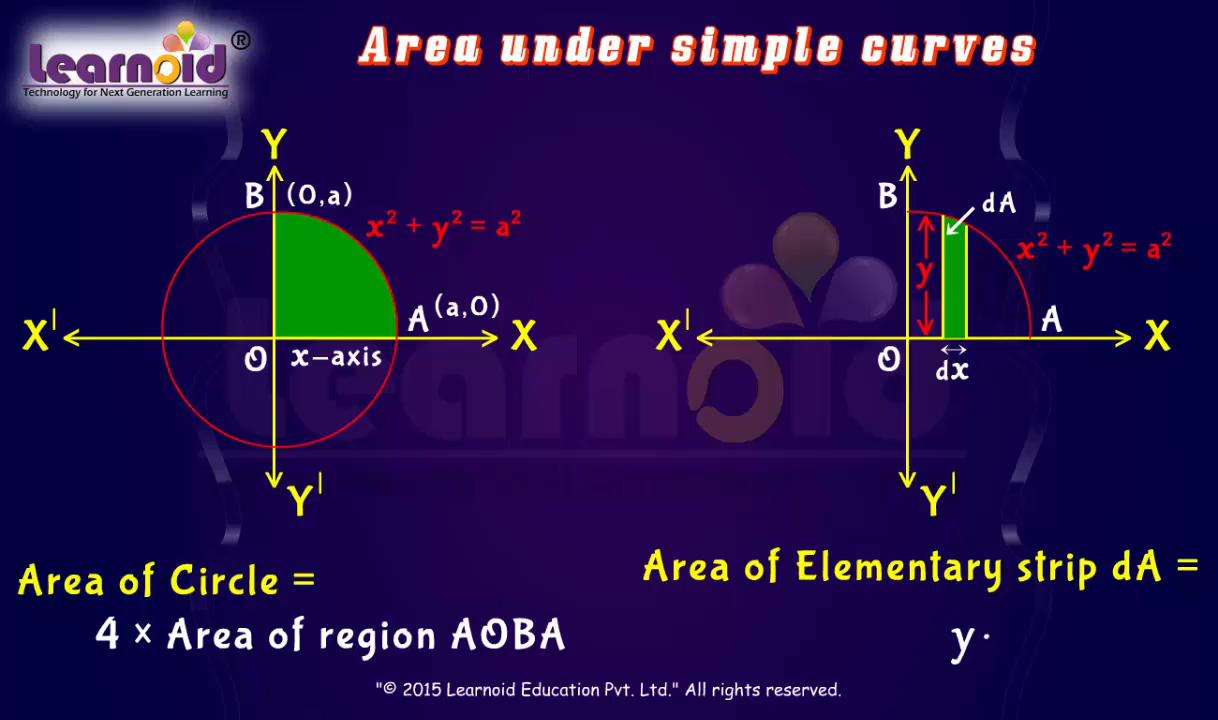 Learnoid®
Technology for Next Generation Learning
Area under simple curves
Y
B (0,a)
x² + y² = a²
A (a,0)
X' X
O x-axis
Y'
Area of Circle =
4 × Area of region AOBA
Y
B
dA
x² + y² = a²
y
A
X' X
O
dx
Y'
Area of Elementary strip dA =
y·
Learnoid
"© 2015 Learnoid Education Pvt. Ltd." All rights reserved.